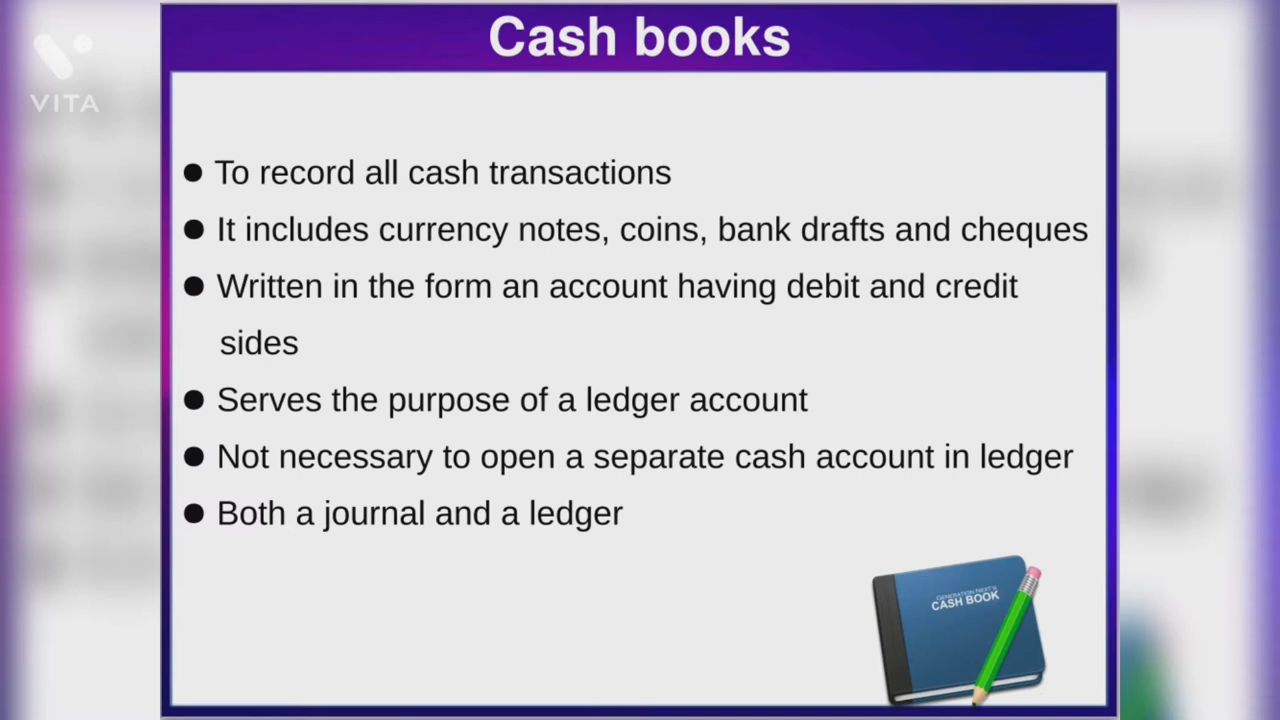 Cash books
VITA
● To record all cash transactions
● It includes currency notes, coins, bank drafts and cheques
● Written in the form an account having debit and credit
sides
● Serves the purpose of a ledger account
● Not necessary to open a separate cash account in ledger
● Both a journal and a ledger
GENERATION NEXT'S
CASH BOOK